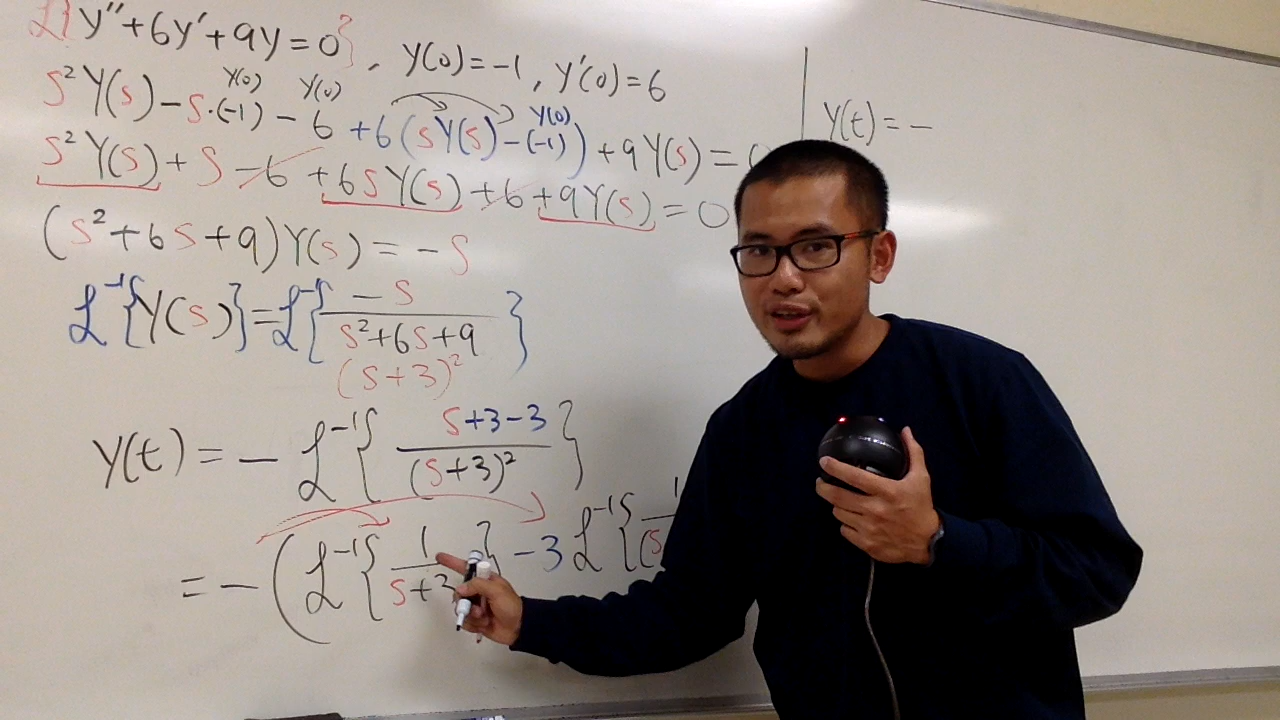 ℒ{y''+6y'+9y=0}, y(0)=-1, y'(0)=6
y(0) y(0) y(0)
s²Y(s)-s·(-1)-6+6(sY(s)-(-1))+9Y(s)=0
s²Y(s)+s-6+6sY(s)+6+9Y(s)=0
(s²+6s+9)Y(s)=-s
ℒ⁻¹{Y(s)}=ℒ⁻¹{-s/(s²+6s+9)}
(s+3)²
y(t)=-ℒ⁻¹{(s+3-3)/(s+3)²}
=-(ℒ⁻¹{1/(s+3)}-3ℒ⁻¹{1/(s
y(t)=-